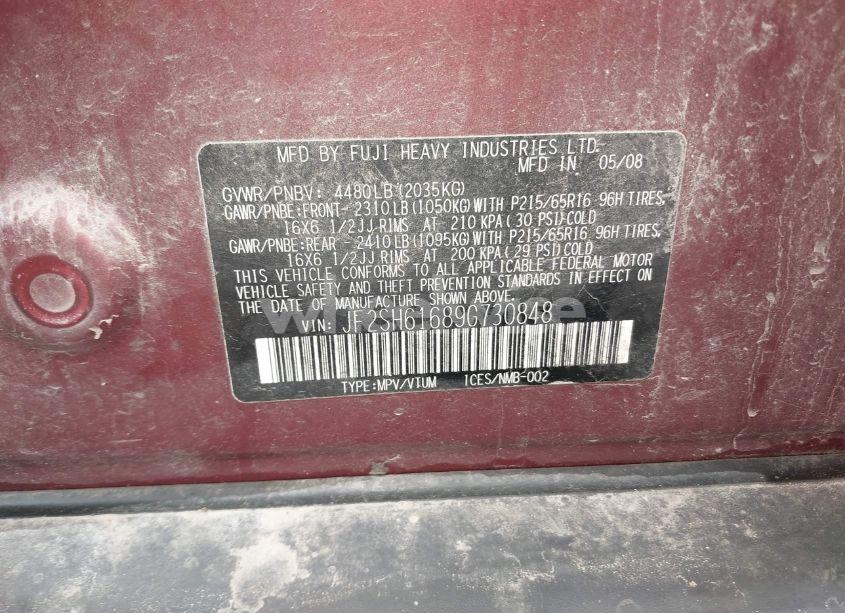 MFD BY FUJI HEAVY INDUSTRIES LTD.
MFD IN 05/08
GVWR/PNBV: 4480LB(2035KG)
GAWR/PNBE:FRONT-2310LB(1050KG)WITH P215/65R16 96H TIRES.
16X6 1/2JJ RIMS AT 210 KPA(30 PSI)COLD
GAWR/PNBE:REAR -2410LB(1095KG)WITH P215/65R16 96H TIRES.
16X6 1/2JJ RIMS AT 200 KPA(29 PSI)COLD
THIS VEHICLE CONFORMS TO ALL APPLICABLE FEDERAL MOTOR
VEHICLE SAFETY AND THEFT PREVENTION STANDARDS IN EFFECT ON
THE DATE OF MANUFACTURE SHOWN ABOVE.
VIN: JF2SH61689G730848
TYPE:MPV/VTUM ICES/NMB-002